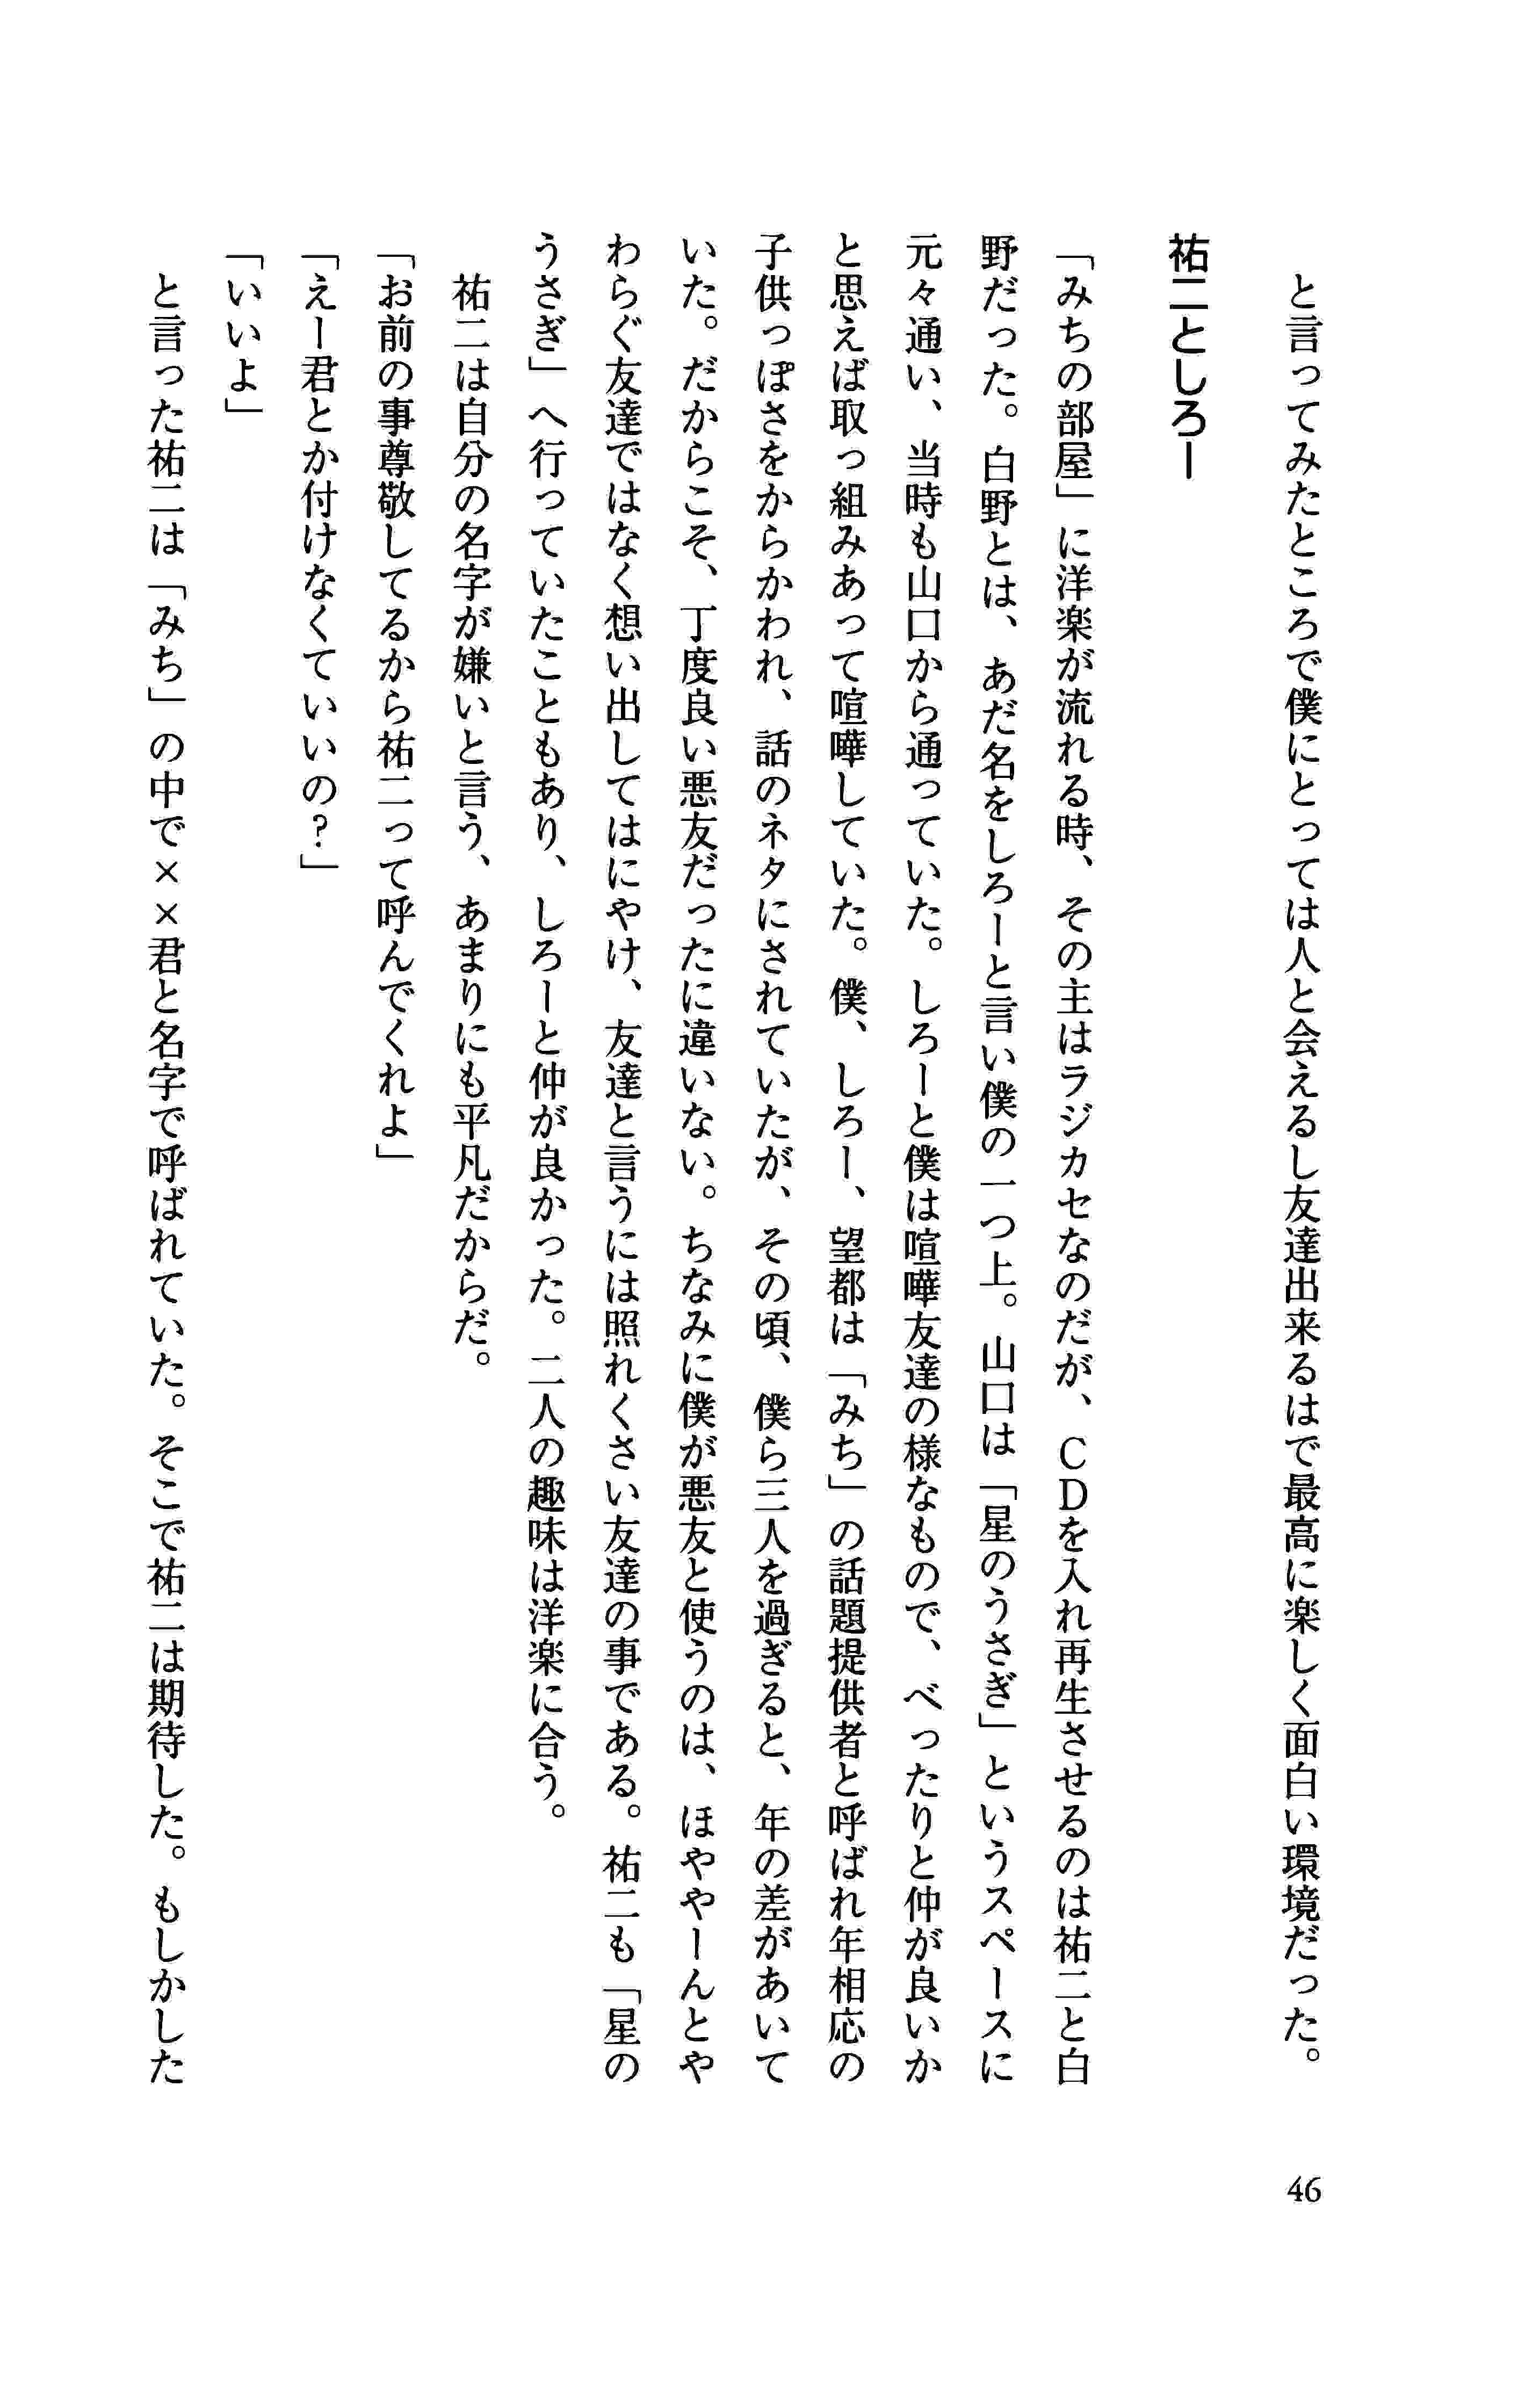 と言ってみたところで僕にとっては人と会えるし友達出来るはで最高に楽しく面白い環境だった。
祐二としろー
「みちの部屋」に洋楽が流れる時、その主はラジカセなのだが、ＣＤを入れ再生させるのは祐二と白
野だった。白野とは、あだ名をしろーと言い僕の一つ上。山口は「星のうさぎ」というスペースに
元々通い、当時も山口から通っていた。しろーと僕は喧嘩友達の様なもので、べったりと仲が良いか
と思えば取っ組みあって喧嘩していた。僕、しろー、望都は「みち」の話題提供者と呼ばれ年相応の
子供っぽさをからかわれ、話のネタにされていたが、その頃、僕ら三人を過ぎると、年の差があいて
いた。だからこそ、丁度良い悪友だったに違いない。ちなみに僕が悪友と使うのは、ほややーんとや
わらぐ友達ではなく想い出してはにやけ、友達と言うには照れくさい友達の事である。祐二も「星の
うさぎ」へ行っていたこともあり、しろーと仲が良かった。二人の趣味は洋楽に合う。
祐二は自分の名字が嫌いと言う、あまりにも平凡だからだ。
「お前の事尊敬してるから祐二って呼んでくれよ」
「えー君とか付けなくていいの？」
「いいよ」
と言った祐二は「みち」の中で××君と名字で呼ばれていた。そこで祐二は期待した。もしかした
46